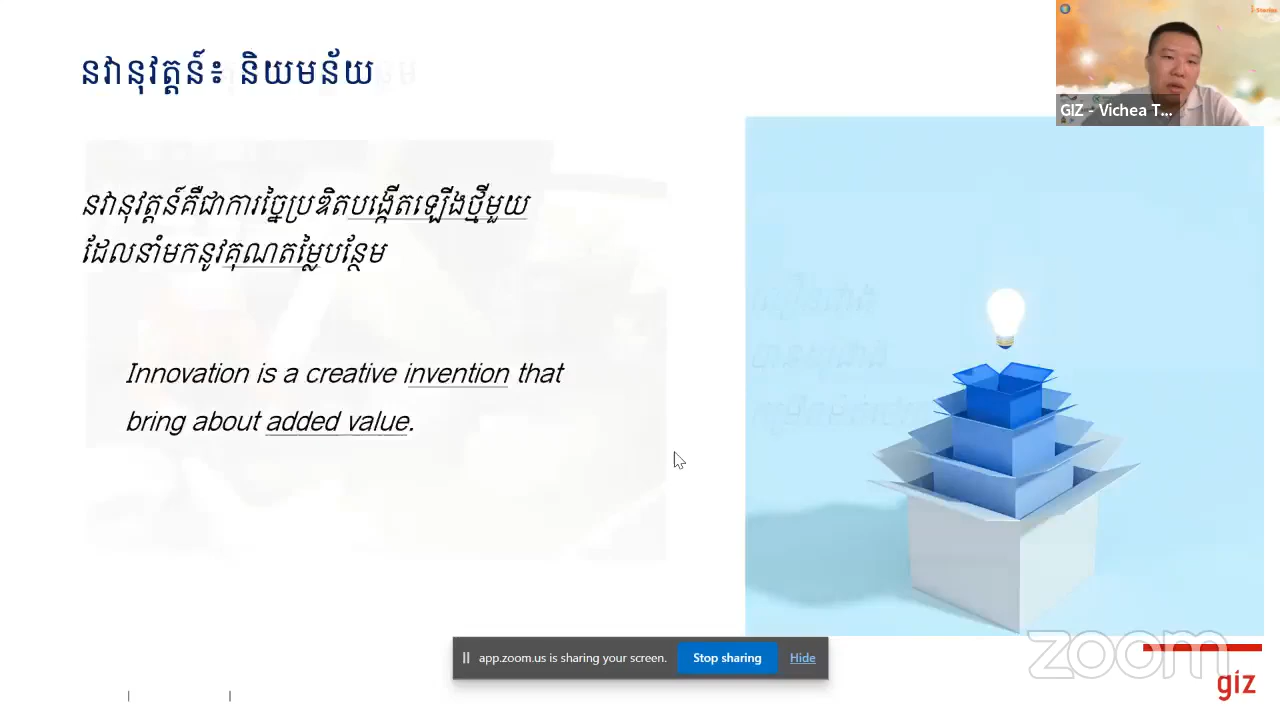 នវានុវត្តន៍៖ និយមន័យ
នវានុវត្តន៍គឺជាការច្នៃប្រឌិតបង្កើតឡើងថ្មីមួយ
ដែលនាំមកនូវគុណតម្លៃបន្ថែម
Innovation is a creative invention that
bring about added value.
GIZ - Vichea T...
app.zoom.us is sharing your screen.
Stop sharing
Hide
zoom
giz